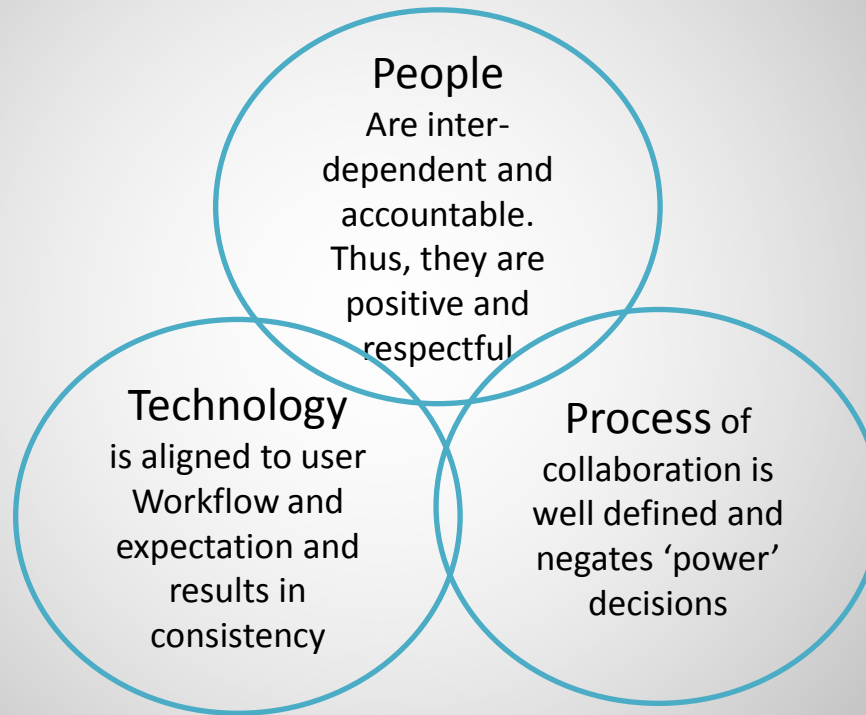 People
Are inter-
dependent and
accountable.
Thus, they are
positive and
respectful.
Technology
is aligned to user
Workflow and
expectation and
results in
consistency
Process of
collaboration is
well defined and
negates ‘power’
decisions